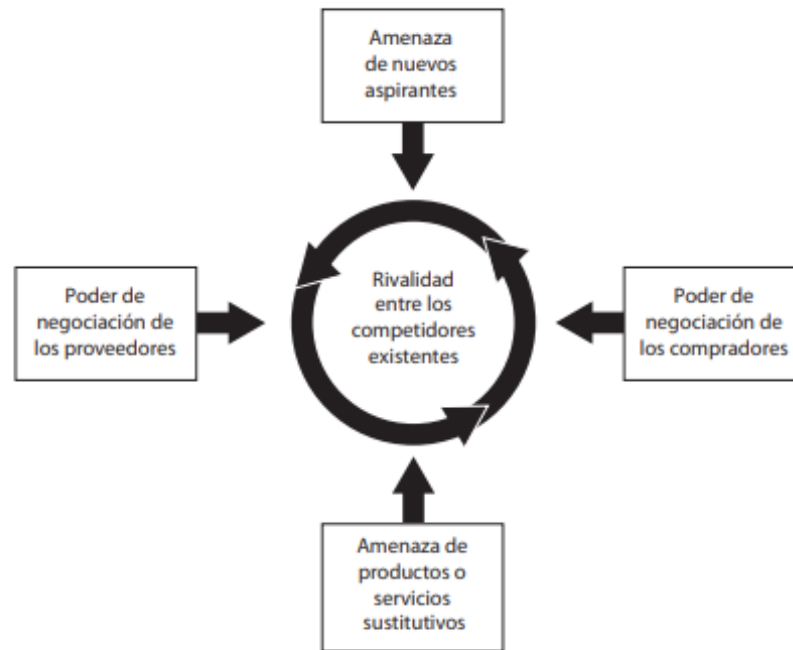 Amenaza
de nuevos
aspirantes
Poder de
negociación de
los proveedores
Rivalidad
entre los
competidores
existentes
Poder de
negociación de
los compradores
Amenaza de
productos o
servicios
sustitutivos